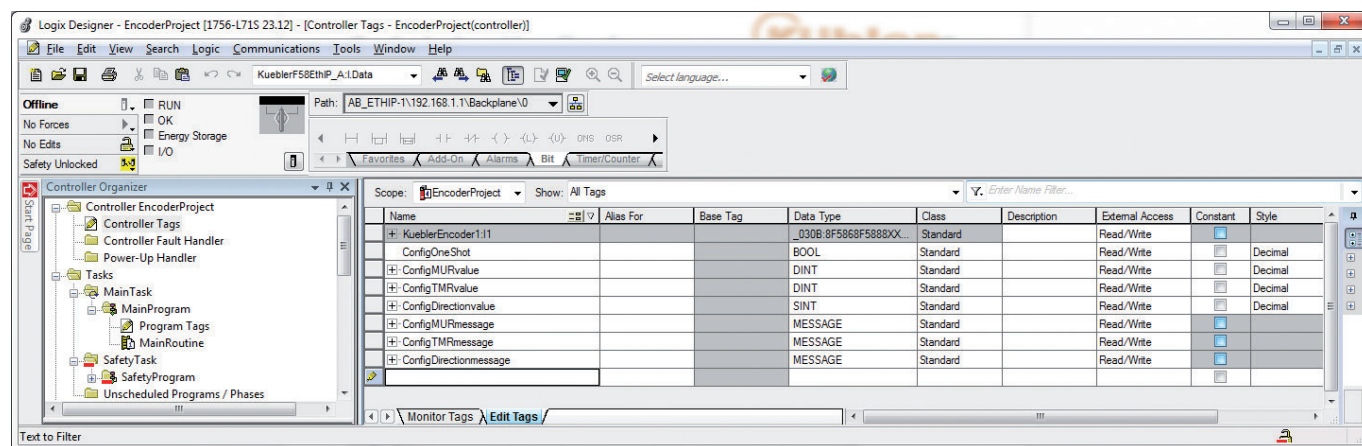 Logix Designer - EncoderProject [1756-L71S 23.12] - [Controller Tags - EncoderProject(controller)]
File Edit View Search Logic Communications Tools Window Help
KueblerF58EthIP_A:I.Data Select language...
Offline RUN Path: AB_ETHIP-1\192.168.1.1\Backplane\0
No Forces OK
No Edits Energy Storage
Safety Unlocked I/O
ONS OSR
Favorites Add-On Alarms Bit Timer/Counter
Start Page
Controller Organizer
Controller EncoderProject
Controller Tags
Controller Fault Handler
Power-Up Handler
Tasks
MainTask
MainProgram
Program Tags
MainRoutine
SafetyTask
SafetyProgram
Unscheduled Programs / Phases
Scope: EncoderProject Show: All Tags Enter Name Filter...
Name Alias For Base Tag Data Type Class Description External Access Constant Style
KueblerEncoder1:I1 _030B:8F5868F5888XX... Standard Read/Write
ConfigOneShot BOOL Standard Read/Write Decimal
ConfigMURvalue DINT Standard Read/Write Decimal
ConfigTMRvalue DINT Standard Read/Write Decimal
ConfigDirectionvalue SINT Standard Read/Write Decimal
ConfigMURmessage MESSAGE Standard Read/Write
ConfigTMRmessage MESSAGE Standard Read/Write
ConfigDirectionmessage MESSAGE Standard Read/Write
Monitor Tags Edit Tags
Text to Filter